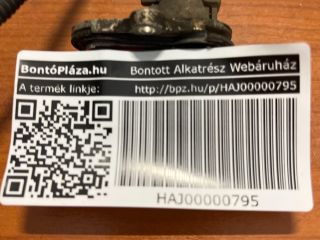 BontóPláza.hu Bontott Alkatrész Webáruház
A termék linkje: http://bpz.hu/p/HAJ00000795
HAJ00000795